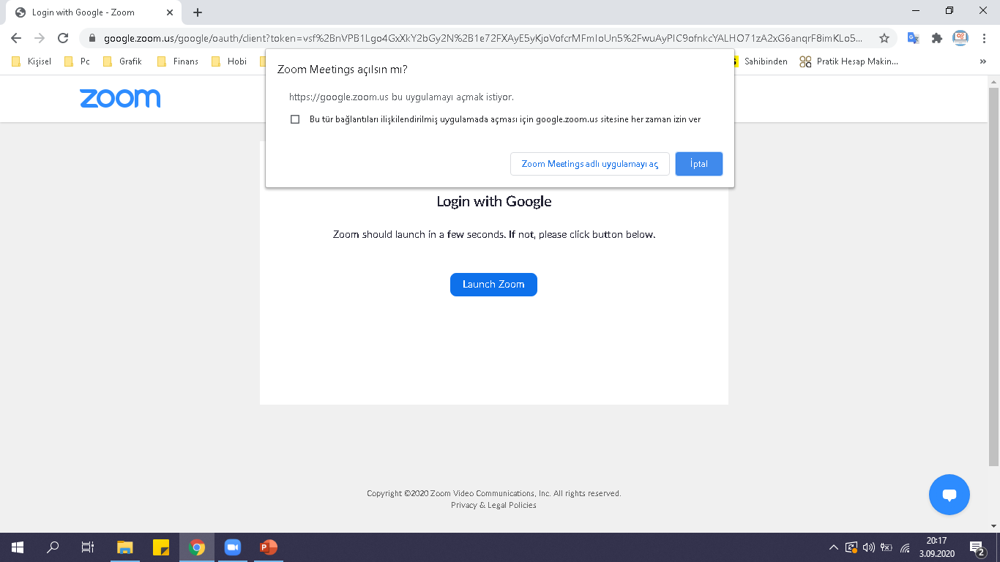 Login with Google - Zoom
google.zoom.us/google/oauth/client?token=vsf%2BnVPB1Lgo4GxXkY2bGy2N%2B1e72FXAyE5yKjoVofcrMFmIoUn5%2FwuAyPIC9ofnkcYALHO71zA2xG6anqrF8imKLo5...
Kişisel Pc Grafik Finans Hobi Sahibinden Pratik Hesap Makin...
Zoom Meetings açılsın mı?
https://google.zoom.us bu uygulamayı açmak istiyor.
Bu tür bağlantıları ilişkilendirilmiş uygulamada açması için google.zoom.us sitesine her zaman izin ver
Zoom Meetings adlı uygulamayı aç İptal
zoom
Login with Google
Zoom should launch in a few seconds. If not, please click button below.
Launch Zoom
Copyright ©2020 Zoom Video Communications, Inc. All rights reserved.
Privacy & Legal Policies
20:17
3.09.2020
2